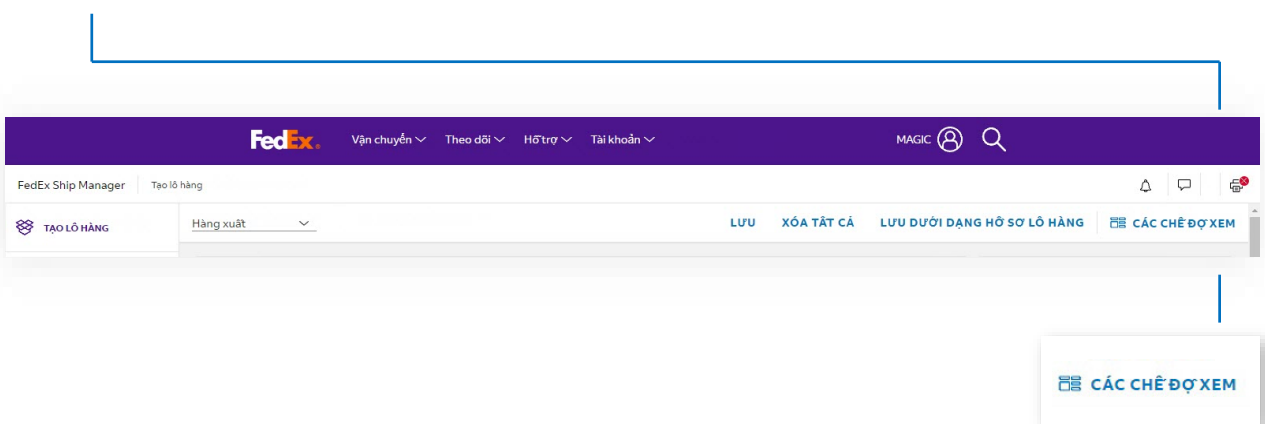 FedEx. Vận chuyển Theo dõi Hỗ trợ Tài khoản MAGIC
FedEx Ship Manager Tạo lô hàng
TẠO LÔ HÀNG Hàng xuất LƯU XÓA TẤT CẢ LƯU DƯỚI DẠNG HỒ SƠ LÔ HÀNG CÁC CHẾ ĐỢ XEM
CÁC CHẾ ĐỢ XEM